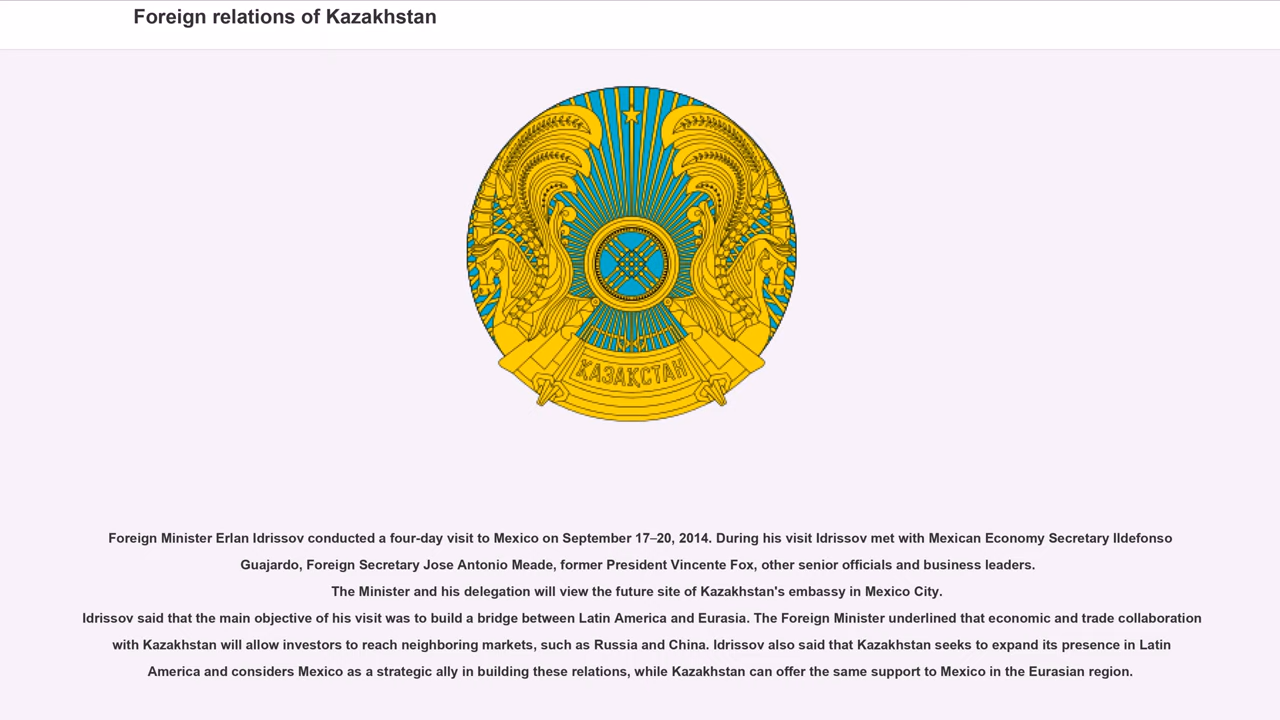 Foreign relations of Kazakhstan
ҚАЗАҚСТАН
Foreign Minister Erlan Idrissov conducted a four-day visit to Mexico on September 17–20, 2014. During his visit Idrissov met with Mexican Economy Secretary Ildefonso
Guajardo, Foreign Secretary Jose Antonio Meade, former President Vincente Fox, other senior officials and business leaders.
The Minister and his delegation will view the future site of Kazakhstan's embassy in Mexico City.
Idrissov said that the main objective of his visit was to build a bridge between Latin America and Eurasia. The Foreign Minister underlined that economic and trade collaboration
with Kazakhstan will allow investors to reach neighboring markets, such as Russia and China. Idrissov also said that Kazakhstan seeks to expand its presence in Latin
America and considers Mexico as a strategic ally in building these relations, while Kazakhstan can offer the same support to Mexico in the Eurasian region.